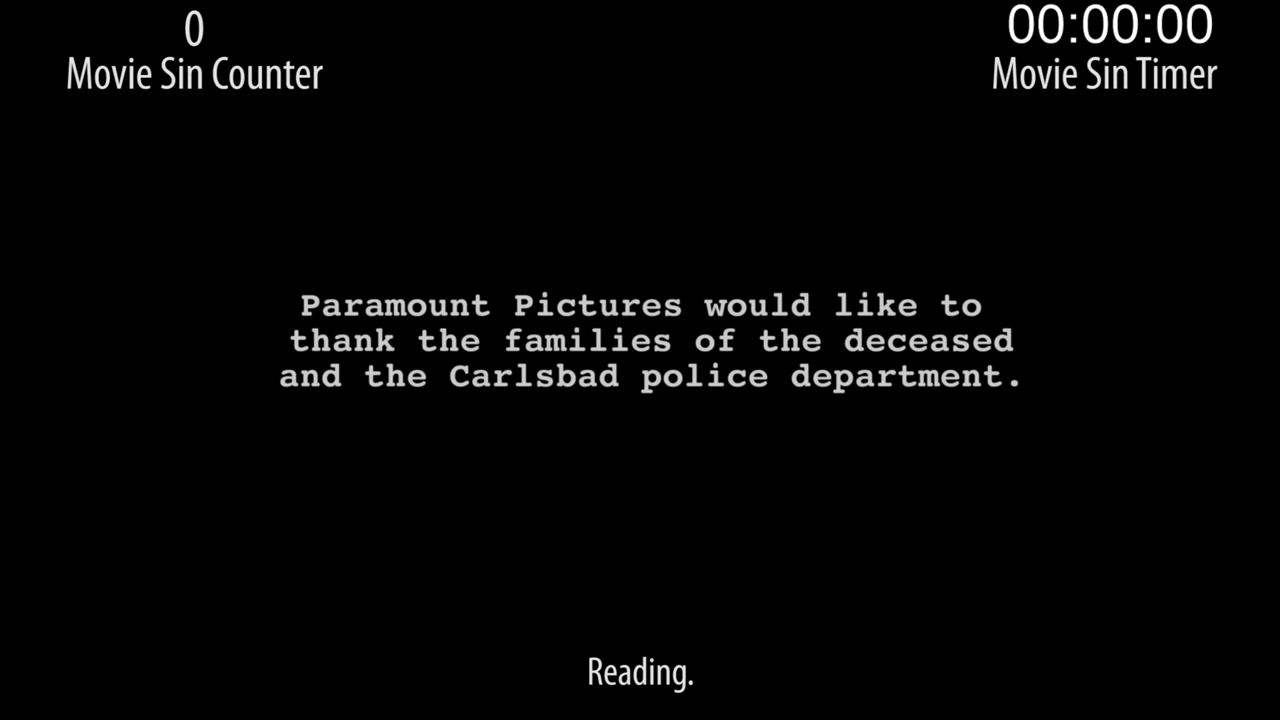 0
Movie Sin Counter
00:00:00
Movie Sin Timer
Paramount Pictures would like to
thank the families of the deceased
and the Carlsbad police department.
Reading.